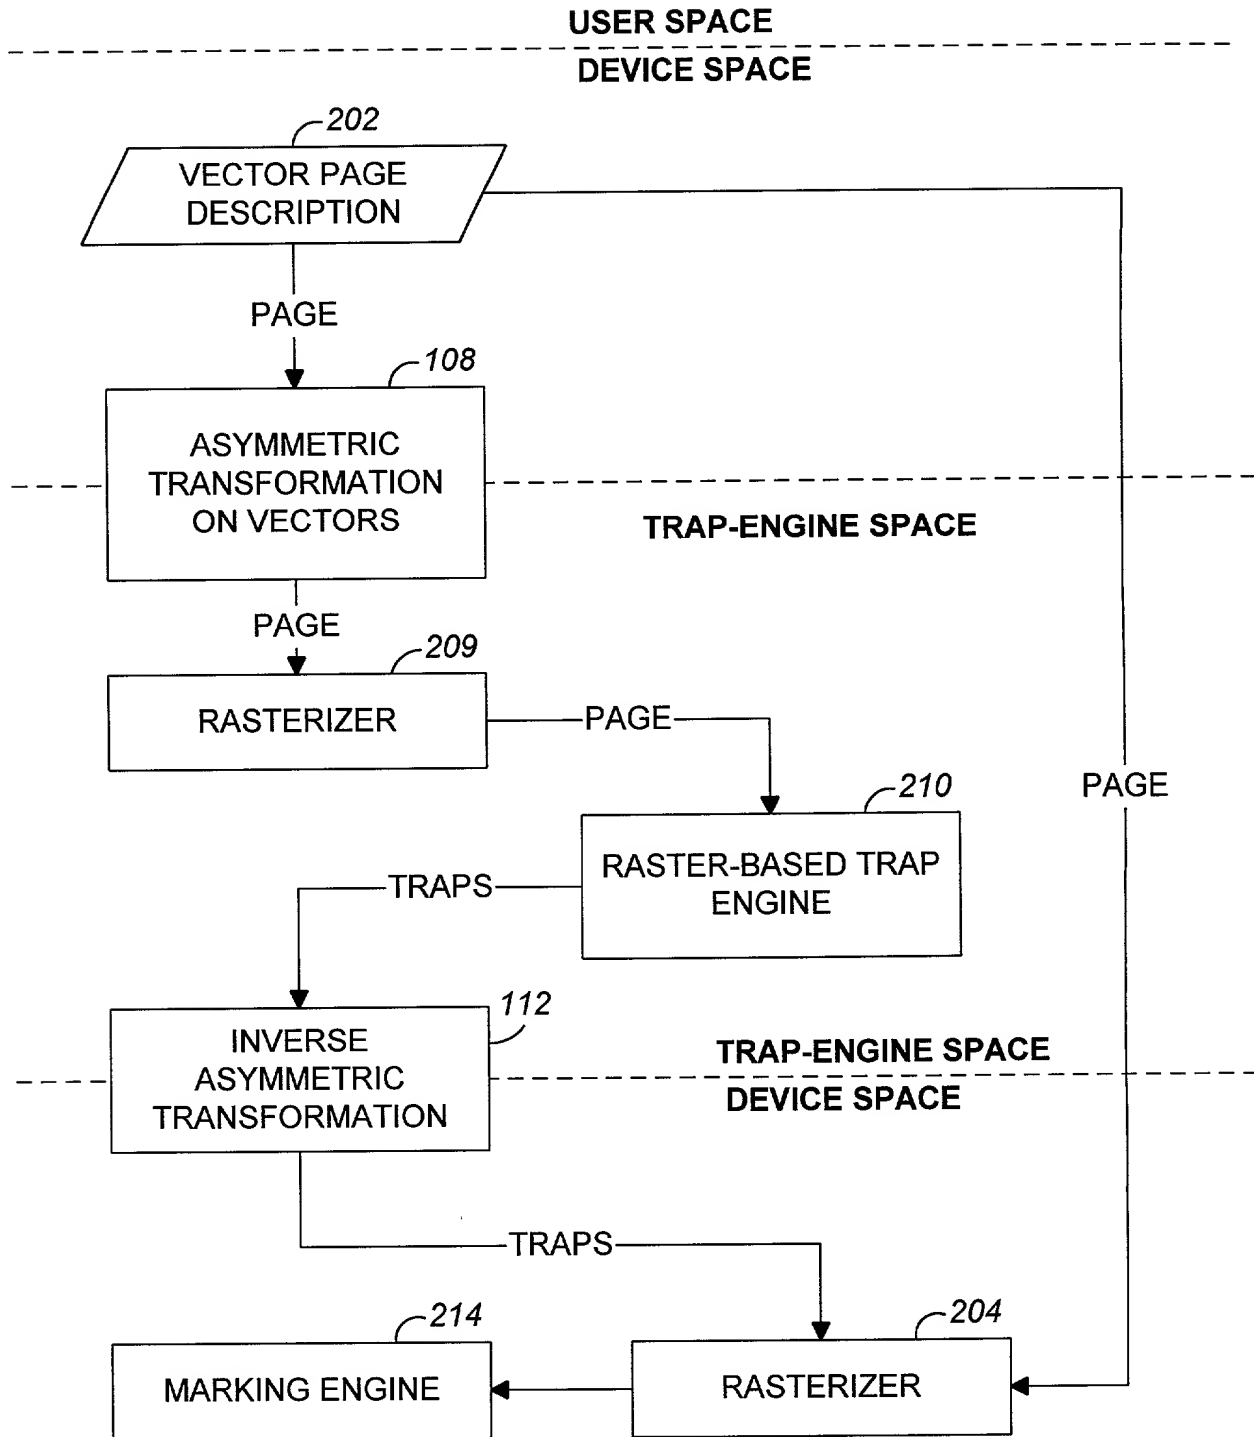 USER SPACE
DEVICE SPACE
202
VECTOR PAGE
DESCRIPTION
PAGE
108
ASYMMETRIC
TRANSFORMATION
ON VECTORS
TRAP-ENGINE SPACE
PAGE
209
RASTERIZER
PAGE
PAGE
210
RASTER-BASED TRAP
ENGINE
TRAPS
112
INVERSE
ASYMMETRIC
TRANSFORMATION
TRAP-ENGINE SPACE
DEVICE SPACE
TRAPS
214
MARKING ENGINE
204
RASTERIZER